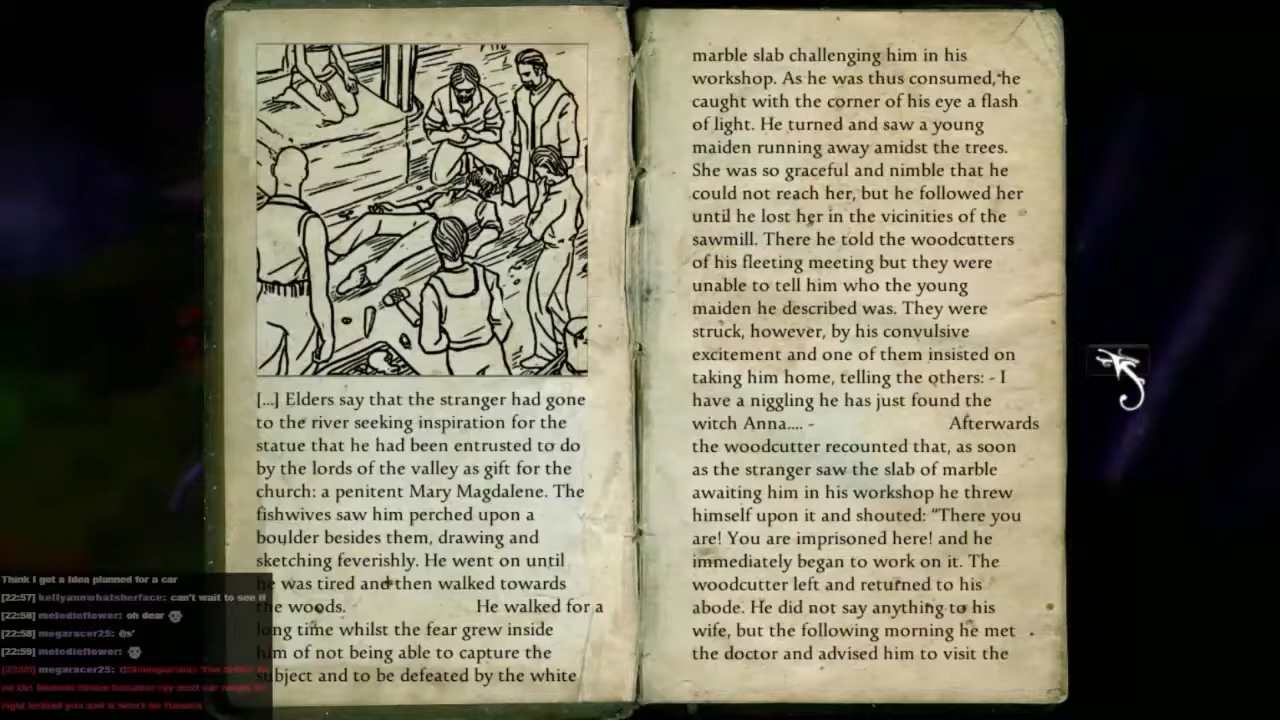 [...] Elders say that the stranger had gone
to the river seeking inspiration for the
statue that he had been entrusted to do
by the lords of the valley as gift for the
church: a penitent Mary Magdalene. The
fishwives saw him perched upon a
boulder besides them, drawing and
sketching feverishly. He went on until
he was tired and then walked towards
the woods. He walked for a
long time whilst the fear grew inside
him of not being able to capture the
subject and to be defeated by the white
marble slab challenging him in his
workshop. As he was thus consumed, he
caught with the corner of his eye a flash
of light. He turned and saw a young
maiden running away amidst the trees.
She was so graceful and nimble that he
could not reach her, but he followed her
until he lost her in the vicinities of the
sawmill. There he told the woodcutters
of his fleeting meeting but they were
unable to tell him who the young
maiden he described was. They were
struck, however, by his convulsive
excitement and one of them insisted on
taking him home, telling the others: - I
have a niggling he has just found the
witch Anna.... - Afterwards
the woodcutter recounted that, as soon
as the stranger saw the slab of marble
awaiting him in his workshop he threw
himself upon it and shouted: "There you
are! You are imprisoned here! and he
immediately began to work on it. The
woodcutter left and returned to his
abode. He did not say anything to his
wife, but the following morning he met
the doctor and advised him to visit the
Think I got a idea planned for a car
[22:57] kellyannwhatsherface: can't wait to see it
[22:58] melodieflower: oh dear
[22:58] megaracer25:
[22:59] melodieflower:
[23:00] megaracer25: